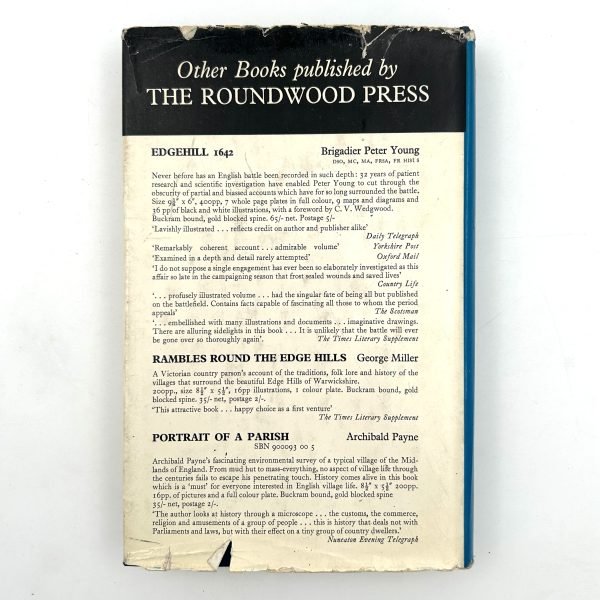 Other Books published by
THE ROUNDWOOD PRESS
EDGEHILL 1642 Brigadier Peter Young
DSO, MC, MA, FRSA, FR HIST S
Never before has an English battle been recorded in such depth: 32 years of patient
research and scientific investigation have enabled Peter Young to cut through the
obscurity of partial and biassed accounts which have for so long surrounded the battle.
Size 9¾" x 6", 400pp, 7 whole page plates in full colour, 9 maps and diagrams and
36 pp of black and white illustrations, with a foreword by C. V. Wedgwood.
Buckram bound, gold blocked spine. 65/- net. Postage 5/-
'Lavishly illustrated . . . reflects credit on author and publisher alike'
Daily Telegraph
'Remarkably coherent account . . . admirable volume' Yorkshire Post
'Examined in a depth and detail rarely attempted' Oxford Mail
'I do not suppose a single engagement has ever been so elaborately investigated as this
affair so late in the campaigning season that frost sealed wounds and saved lives'
Country Life
'. . . profusely illustrated volume . . . had the singular fate of being all but published
on the battlefield. Contains facts capable of fascinating all those to whom the period
appeals' The Scotsman
'. . . embellished with many illustrations and documents . . . imaginative drawings.
There are alluring sidelights in this book . . . It is unlikely that the battle will ever
be gone over so thoroughly again'. The Times Literary Supplement
RAMBLES ROUND THE EDGE HILLS George Miller
A Victorian country parson's account of the traditions, folk lore and history of the
villages that surround the beautiful Edge Hills of Warwickshire.
200pp., size 8½" x 5½", 16pp illustrations, 1 colour plate. Buckram bound, gold
blocked spine. 35/- net, postage 2/-.
'This attractive book . . . happy choice as a first venture'
The Times Literary Supplement
PORTRAIT OF A PARISH Archibald Payne
SBN 900093 00 5
Archibald Payne's fascinating environmental survey of a typical village of the Mid-
lands of England. From mud hut to mass-everything, no aspect of village life through
the centuries fails to escape his penetrating touch. History comes alive in this book
which is a 'must' for everyone interested in English village life. 8½" x 5½" 200pp.
16pp. of pictures and a full colour plate. Buckram bound, gold blocked spine
35/- net, postage 2/-.
'The author looks at history through a microscope . . . the customs, the commerce,
religion and amusements of a group of people . . . this is history that deals not with
Parliaments and laws, but with their effect on a tiny group of country dwellers.'
Nuneaton Evening Telegraph